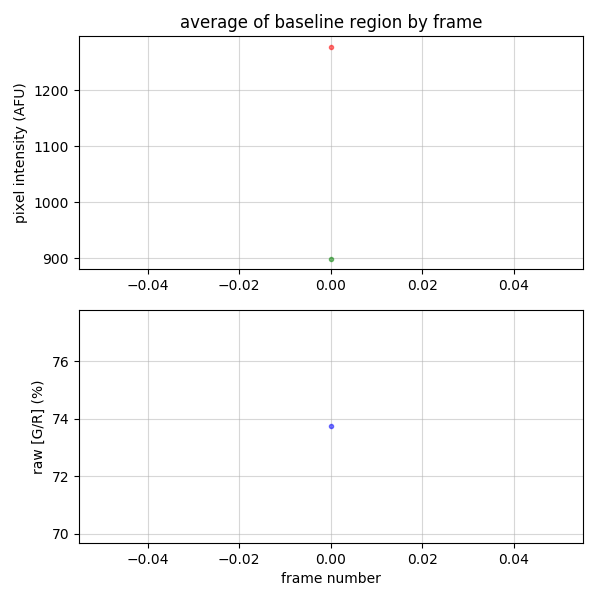 average of baseline region by frame
pixel intensity (AFU)
1200
1100
1000
900
−0.04 −0.02 0.00 0.02 0.04
raw [G/R] (%)
76
74
72
70
−0.04 −0.02 0.00 0.02 0.04
frame number